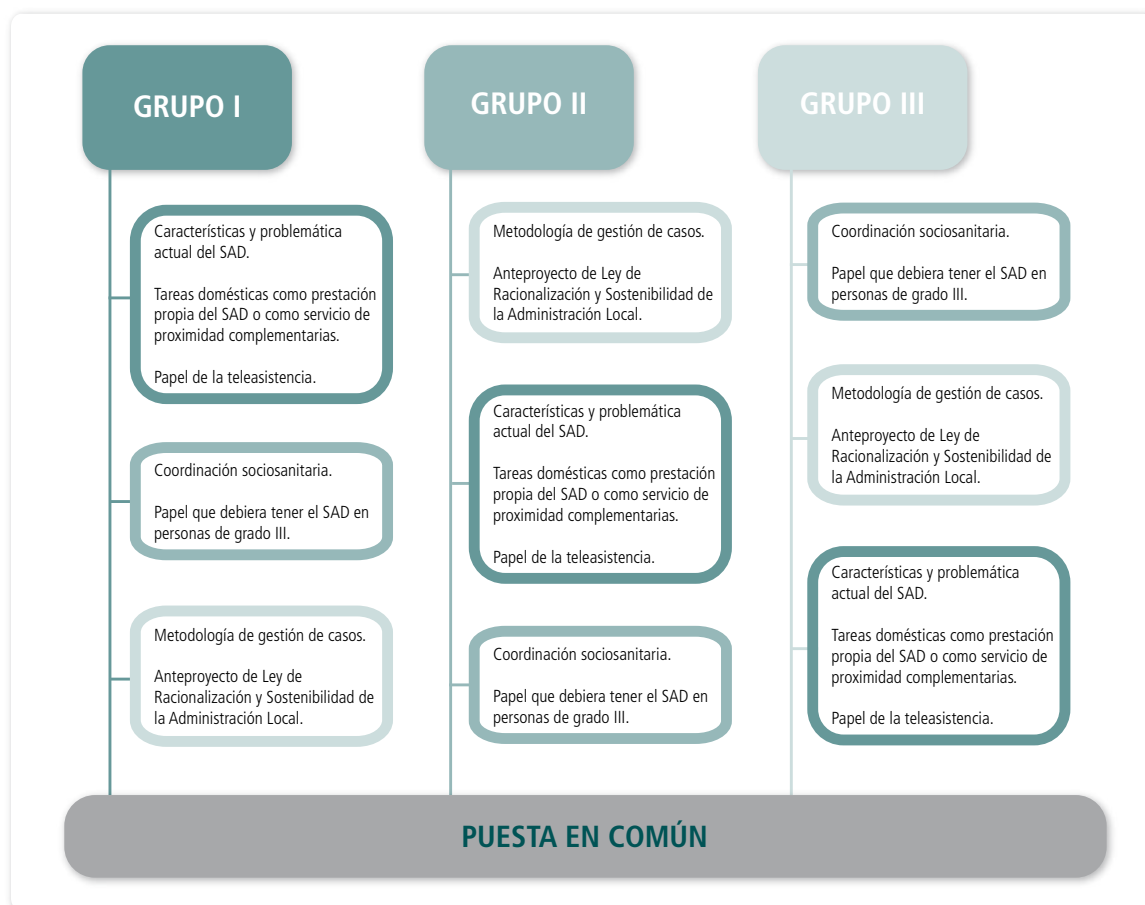 GRUPO I
Características y problemática
actual del SAD.
Tareas domésticas como prestación
propia del SAD o como servicio de
proximidad complementarias.
Papel de la teleasistencia.
Coordinación sociosanitaria.
Papel que debiera tener el SAD en
personas de grado III.
Metodología de gestión de casos.
Anteproyecto de Ley de
Racionalización y Sostenibilidad de
la Administración Local.
GRUPO II
Metodología de gestión de casos.
Anteproyecto de Ley de
Racionalización y Sostenibilidad de
la Administración Local.
Características y problemática
actual del SAD.
Tareas domésticas como prestación
propia del SAD o como servicio de
proximidad complementarias.
Papel de la teleasistencia.
Coordinación sociosanitaria.
Papel que debiera tener el SAD en
personas de grado III.
GRUPO III
Coordinación sociosanitaria.
Papel que debiera tener el SAD en
personas de grado III.
Metodología de gestión de casos.
Anteproyecto de Ley de
Racionalización y Sostenibilidad de
la Administración Local.
Características y problemática
actual del SAD.
Tareas domésticas como prestación
propia del SAD o como servicio de
proximidad complementarias.
Papel de la teleasistencia.
PUESTA EN COMÚN